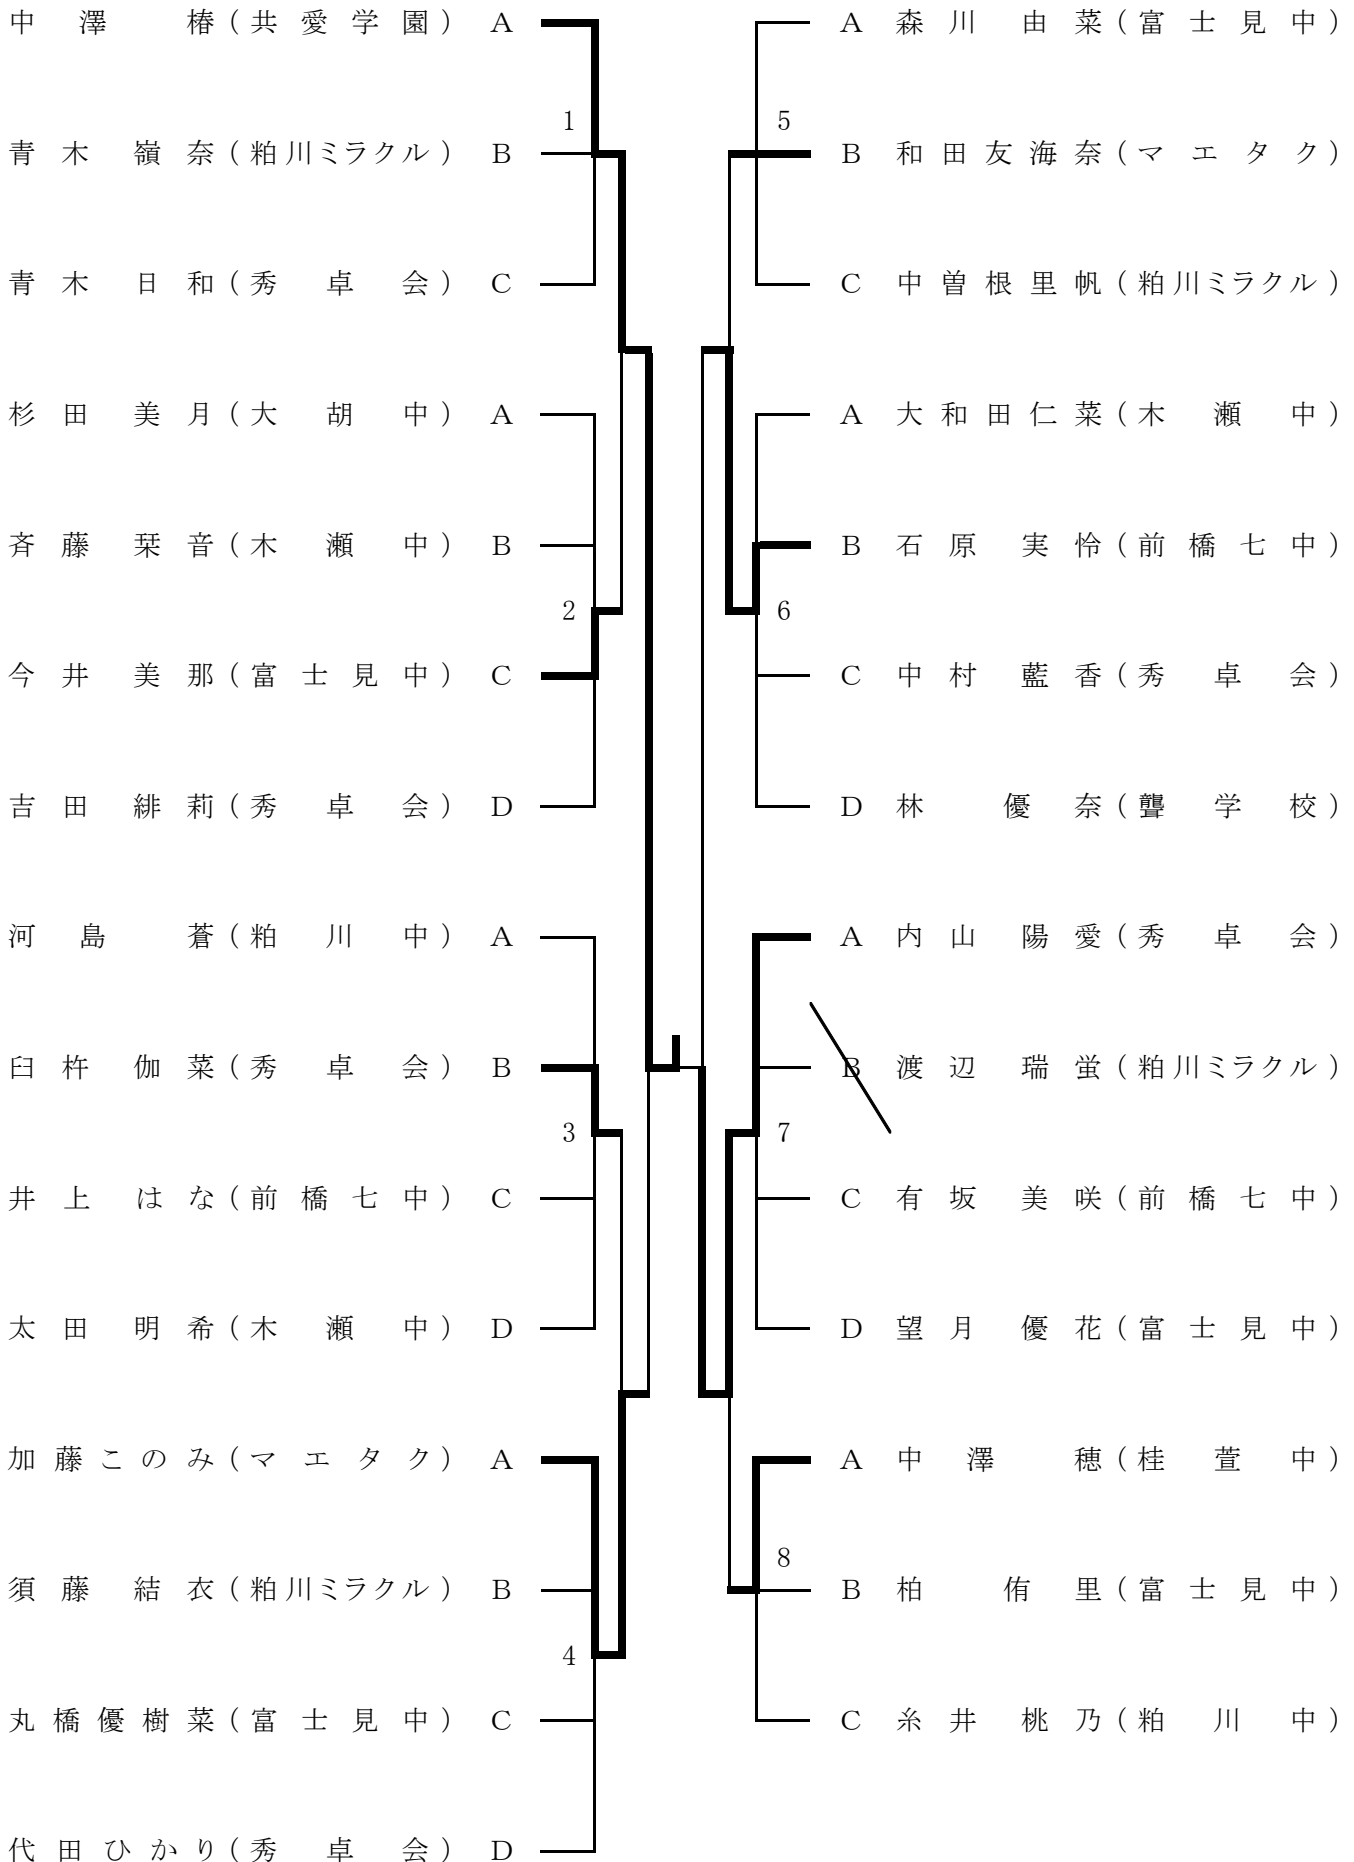 中澤椿(共愛学園) A
1
青木嶺奈(粕川ミラクル) B
青木日和(秀卓会) C
杉田美月(大胡中) A
斉藤栞音(木瀬中) B
2
今井美那(富士見中) C
吉田緋莉(秀卓会) D
河島蒼(粕川中) A
臼杵伽菜(秀卓会) B
3
井上はな(前橋七中) C
太田明希(木瀬中) D
加藤このみ(マエタク) A
須藤結衣(粕川ミラクル) B
4
丸橋優樹菜(富士見中) C
代田ひかり(秀卓会) D
A 森川由菜(富士見中)
5
B 和田友海奈(マエタク)
C 中曽根里帆(粕川ミラクル)
A 大和田仁菜(木瀬中)
B 石原実怜(前橋七中)
6
C 中村藍香(秀卓会)
D 林優奈(聾学校)
A 内山陽愛(秀卓会)
B 渡辺瑞蛍(粕川ミラクル)
7
C 有坂美咲(前橋七中)
D 望月優花(富士見中)
A 中澤穂(桂萱中)
8
B 柏侑里(富士見中)
C 糸井桃乃(粕川中)